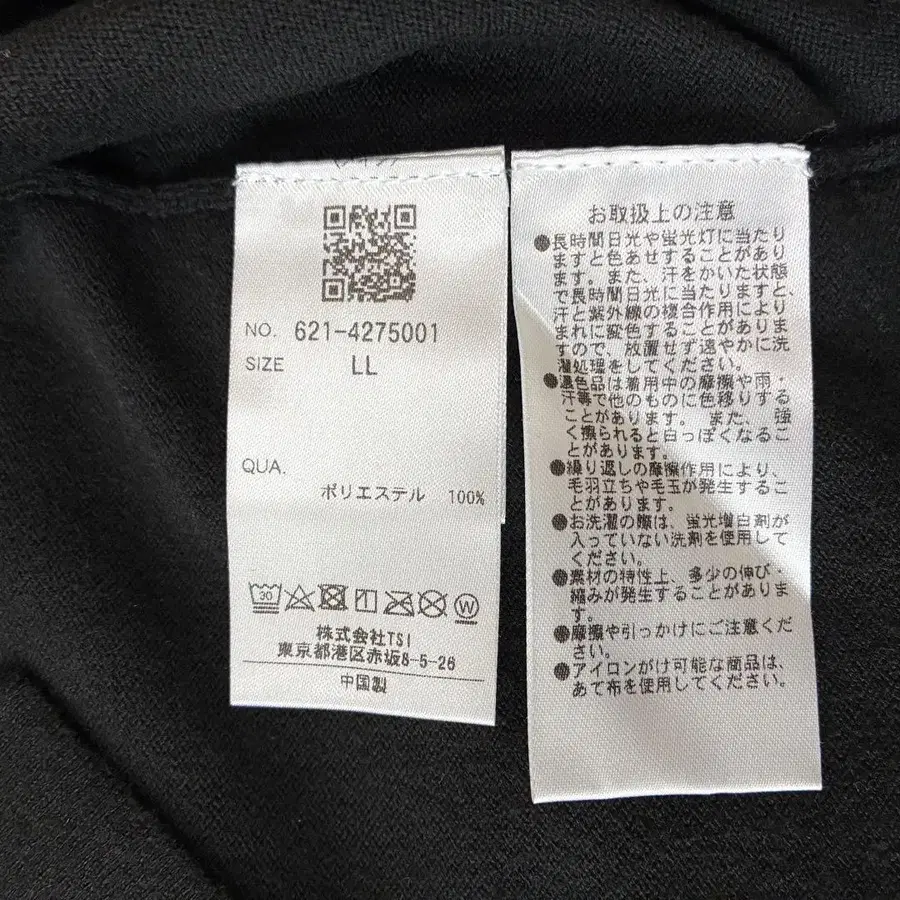 NO. 621-4275001
SIZE LL
QUA.
ポリエステル 100%
30
W
株式会社TSI
東京都港区赤坂8-5-26
中国製
お取扱上の注意
●長時間日光や蛍光灯に当たり
ますと色あせすることがあり
ます。また、汗をかいた状態
で長時間日光に当たりますと、
汗と紫外線の複合作用により
まれに変色することがありま
すので、放置せず速やかに洗
濯処理をしてください。
●濃色品は着用中の摩擦や雨・
汗等で他のものに色移りする
ことがあります。また、強
く擦られると白っぽくなるこ
とがあります。
●繰り返しの摩擦作用により、
毛羽立ちや毛玉が発生するこ
とがあります。
●お洗濯の際は、蛍光増白剤が
入っていない洗剤を使用して
ください。
●素材の特性上、多少の伸び・
縮みが発生することがありま
す。
●摩擦や引っかけにご注意くだ
さい。
●アイロンがけ可能な商品は、
あて布を使用してください。